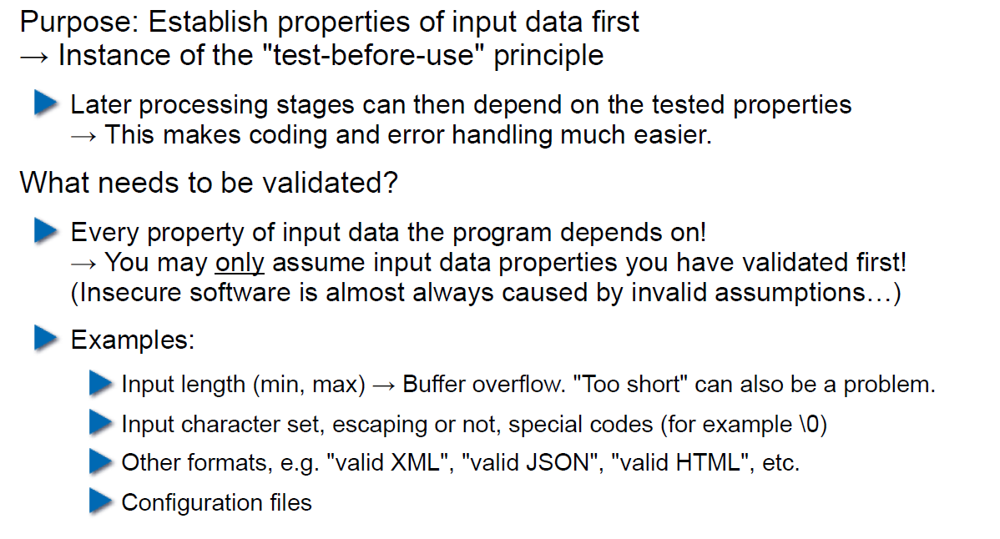 Purpose: Establish properties of input data first
→ Instance of the "test-before-use" principle
Later processing stages can then depend on the tested properties
→ This makes coding and error handling much easier.
What needs to be validated?
Every property of input data the program depends on!
→ You may only assume input data properties you have validated first!
(Insecure software is almost always caused by invalid assumptions…)
Examples:
Input length (min, max) → Buffer overflow. "Too short" can also be a problem.
Input character set, escaping or not, special codes (for example \0)
Other formats, e.g. "valid XML", "valid JSON", "valid HTML", etc.
Configuration files